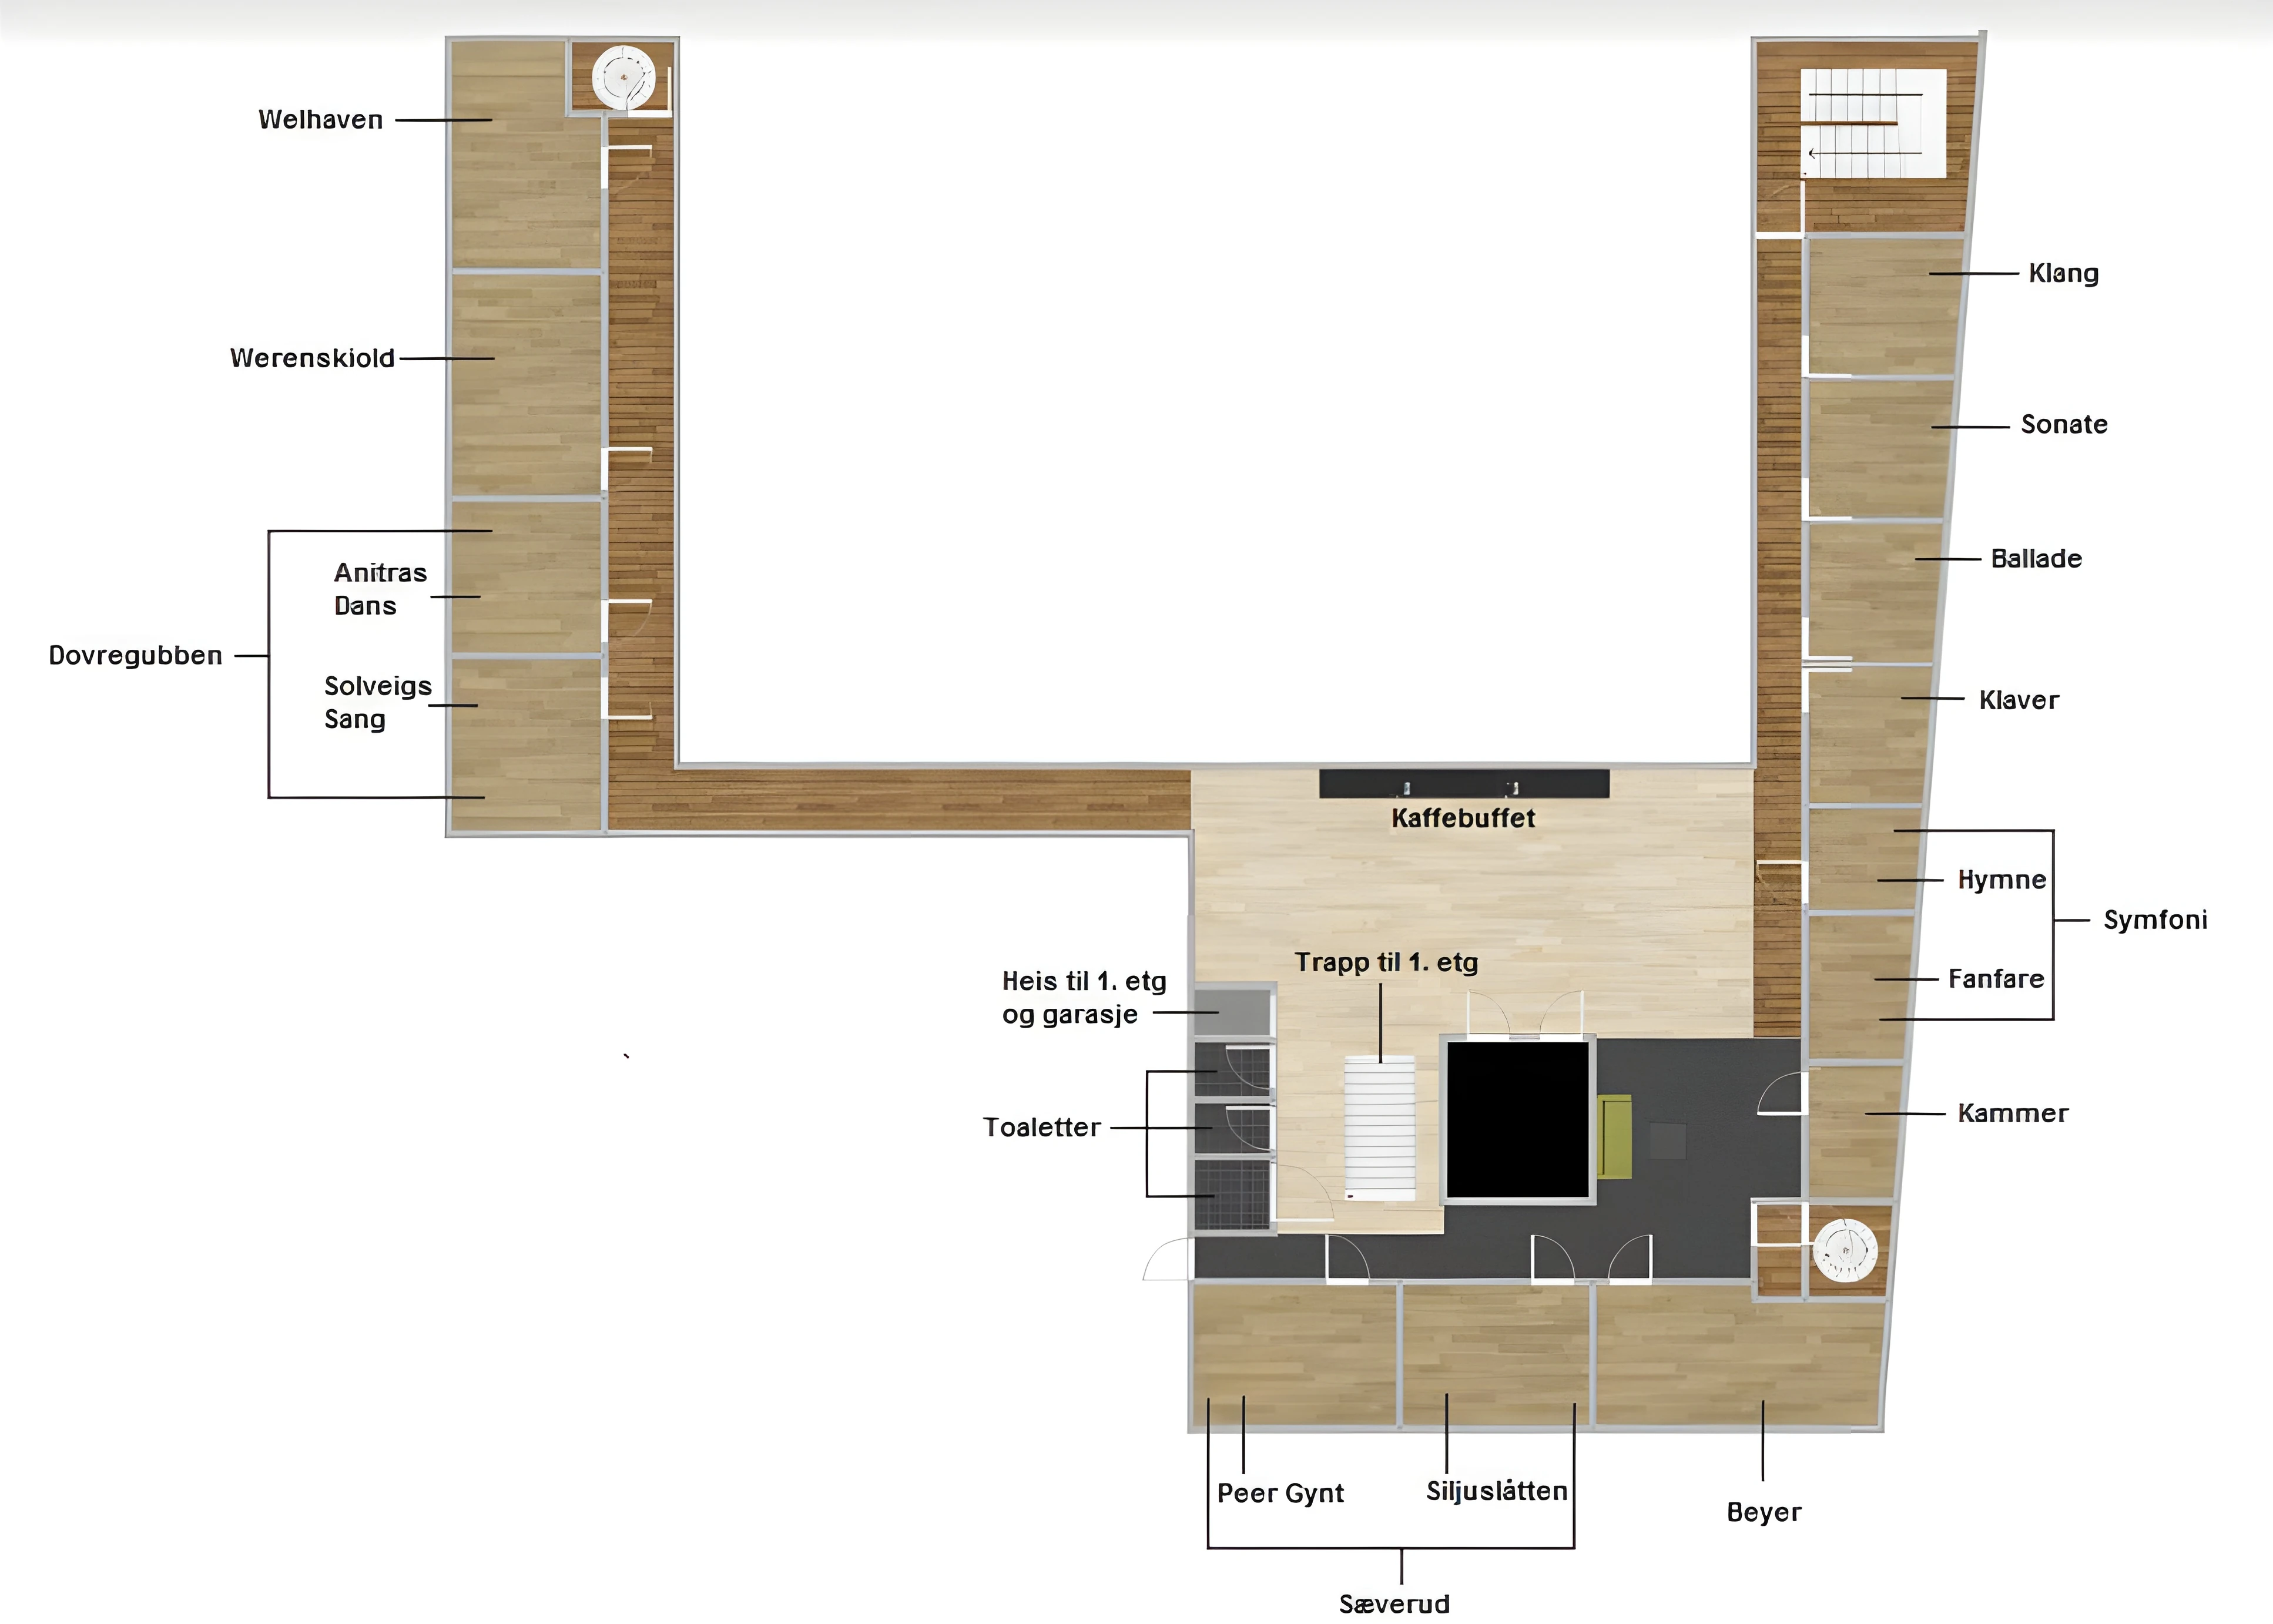 Welhaven
Werenskiold
Anitras
Dans
Dovregubben
Solveigs
Sang
Klang
Sonate
Ballade
Klaver
Kaffebuffet
Hymne
Symfoni
Fanfare
Trapp til 1. etg
Heis til 1. etg
og garasje
Toaletter
Kammer
Peer Gynt
Siljuslåtten
Beyer
Sæverud